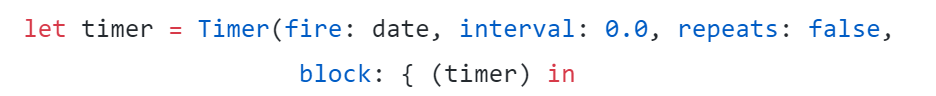 let timer = Timer(fire: date, interval: 0.0, repeats: false,
block: { (timer) in